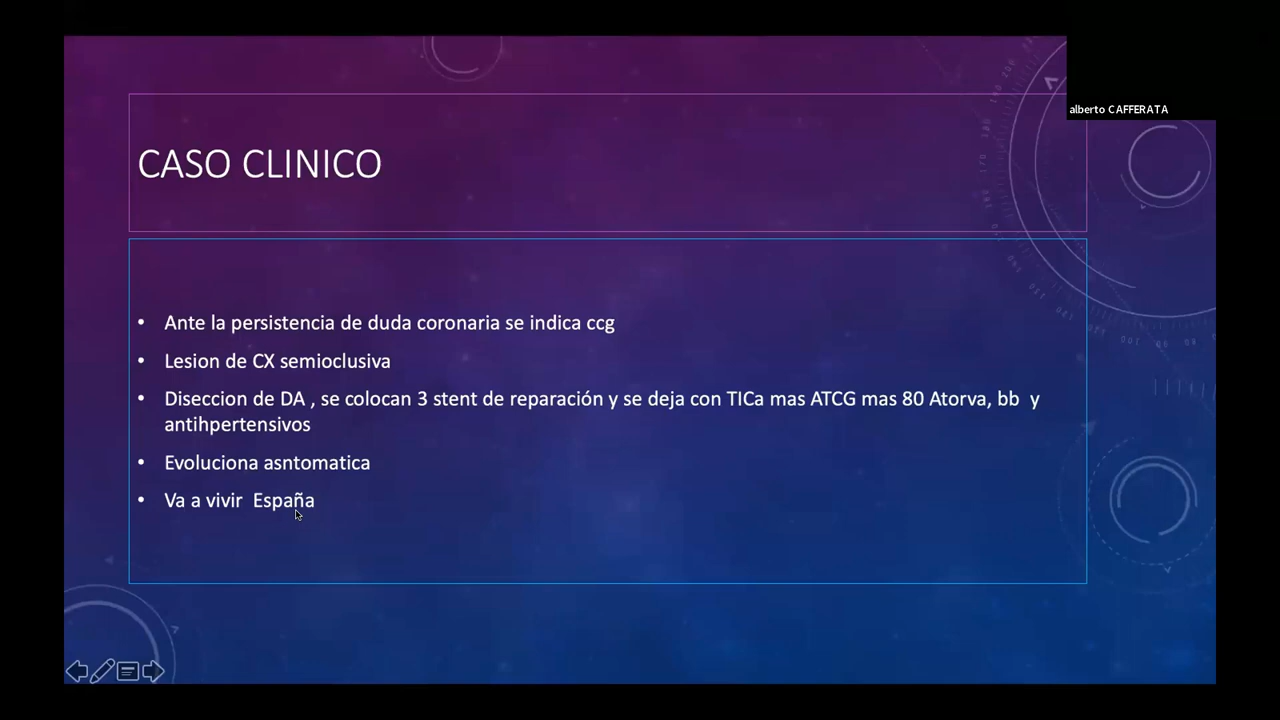 alberto CAFFERATA
CASO CLINICO
• Ante la persistencia de duda coronaria se indica ccg
• Lesion de CX semioclusiva
• Diseccion de DA , se colocan 3 stent de reparación y se deja con TICa mas ATCG mas 80 Atorva, bb y
antihpertensivos
• Evoluciona asntomatica
• Va a vivir España